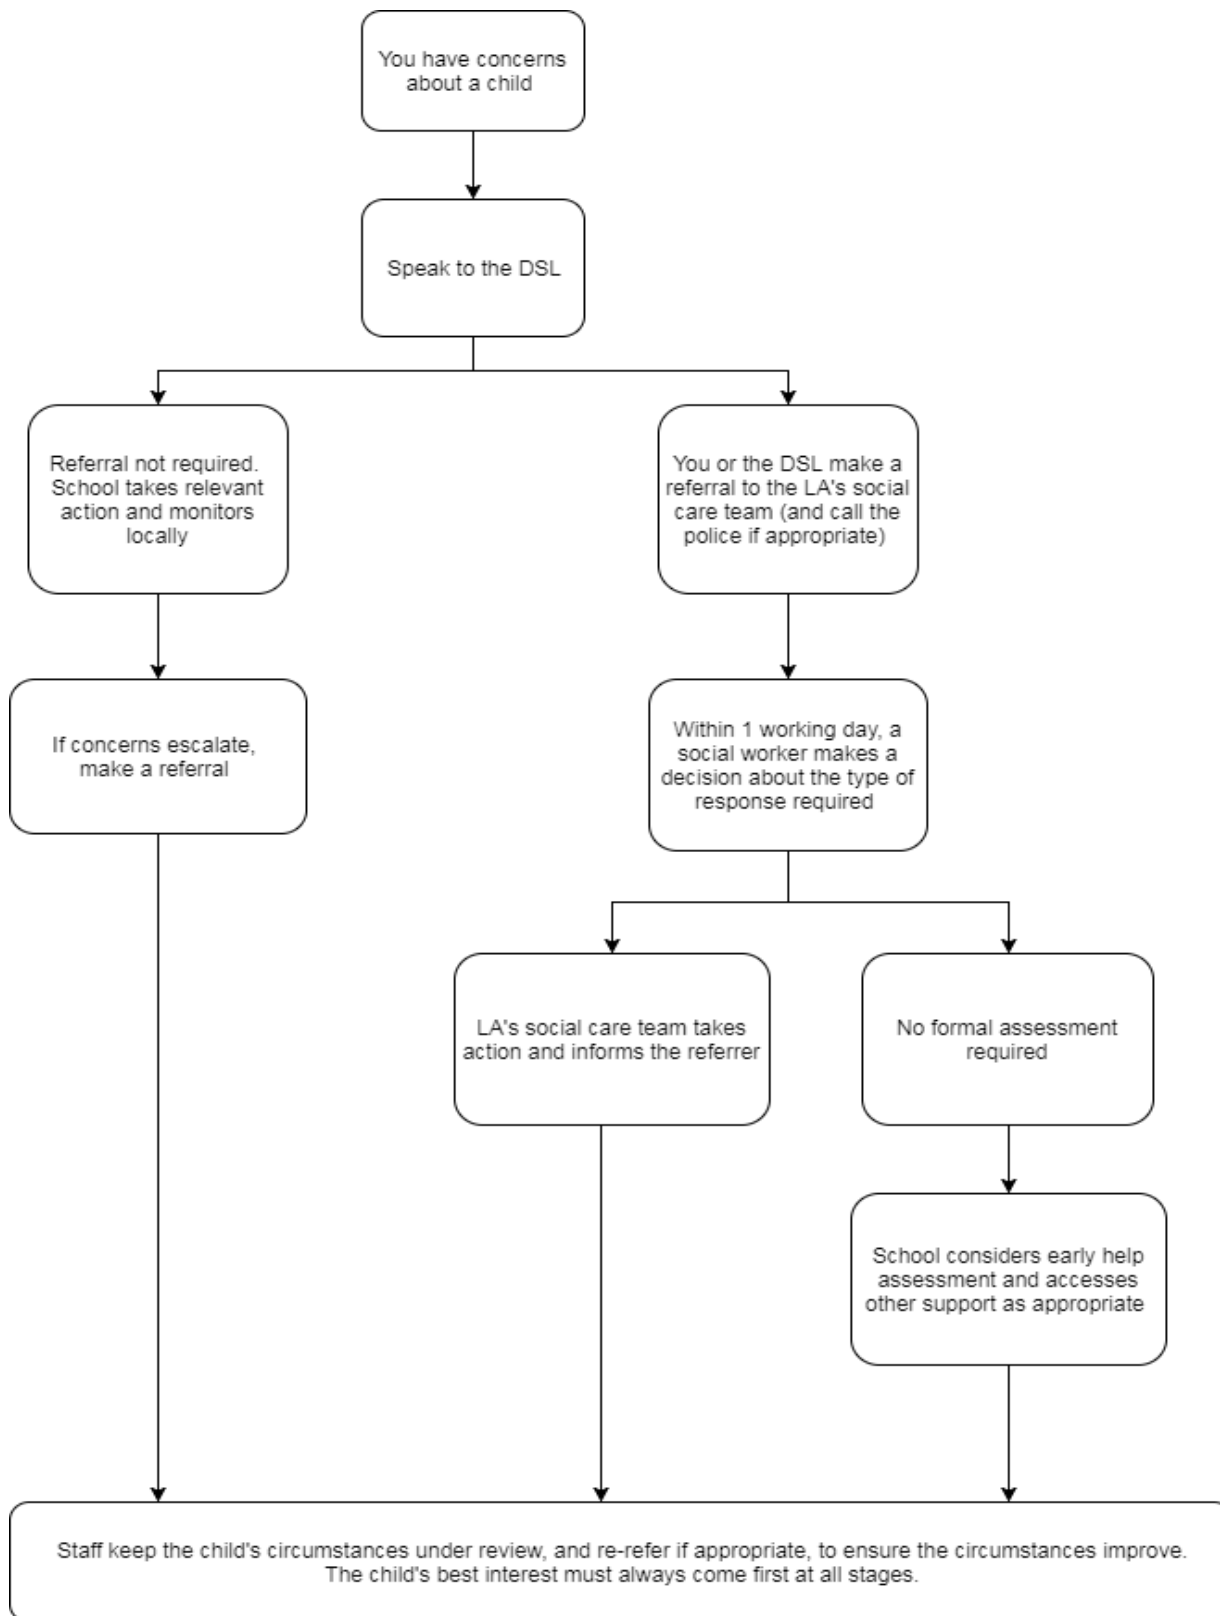 You have concerns
about a child
Speak to the DSL
Referral not required.
School takes relevant
action and monitors
locally
You or the DSL make a
referral to the LA's social
care team (and call the
police if appropriate)
If concerns escalate,
make a referral
Within 1 working day, a
social worker makes a
decision about the type of
response required
LA's social care team takes
action and informs the referrer
No formal assessment
required
School considers early help
assessment and accesses
other support as appropriate
Staff keep the child's circumstances under review, and re-refer if appropriate, to ensure the circumstances improve.
The child's best interest must always come first at all stages.